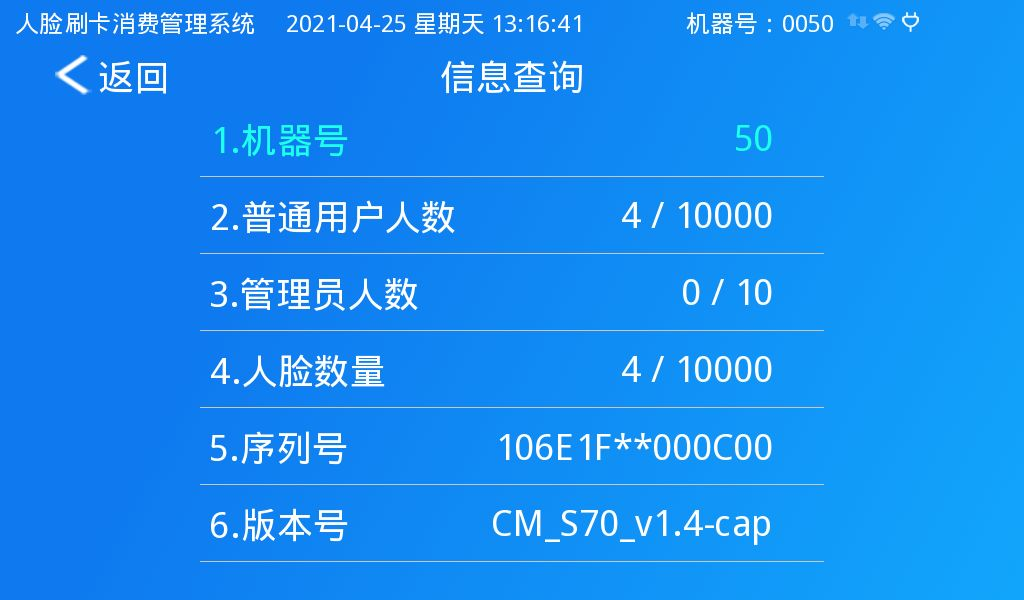 人脸刷卡消费管理系统 2021-04-25 星期天 13:16:41 机器号：0050
返回 信息查询
1.机器号 50
2.普通用户人数 4 / 10000
3.管理员人数 0 / 10
4.人脸数量 4 / 10000
5.序列号 106E1F**000C00
6.版本号 CM_S70_v1.4-cap